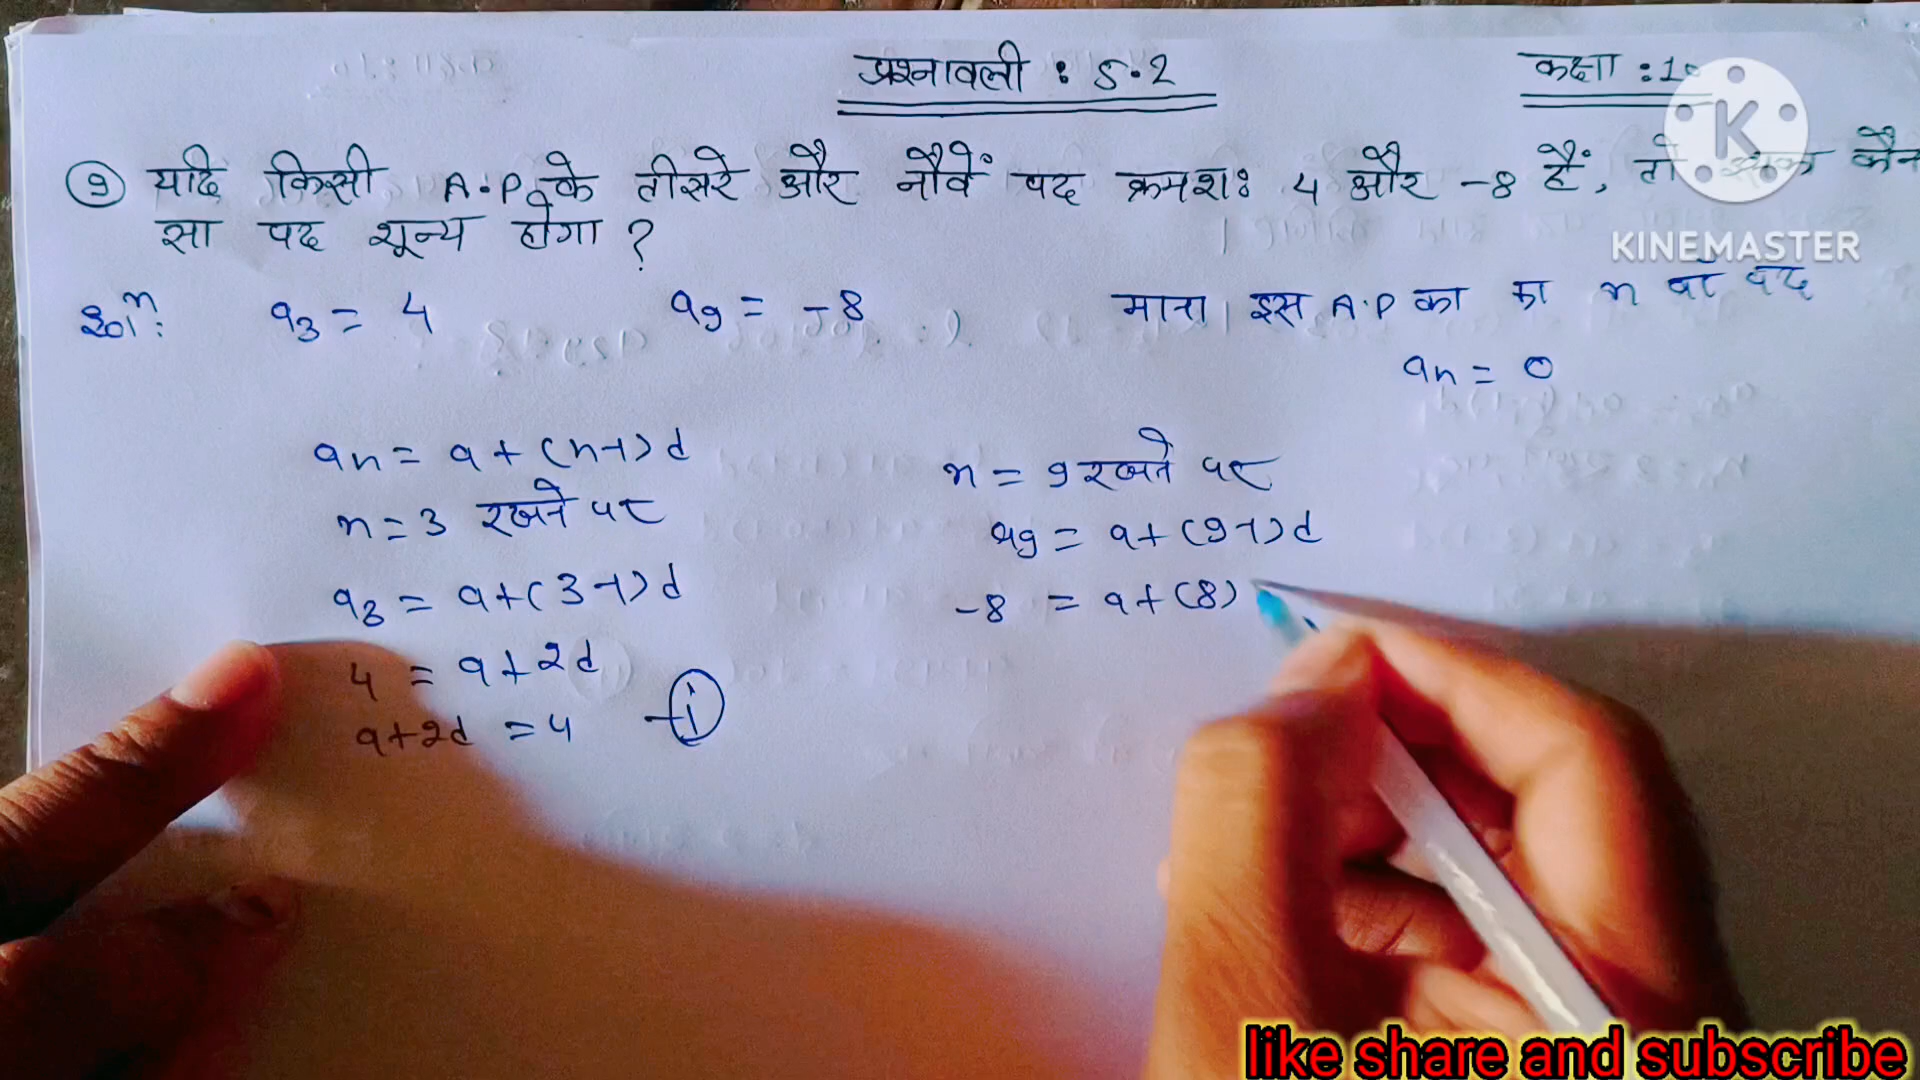 प्रश्नावली : 5.2
कक्षा : 10
⑨ यदि किसी A.P. के तीसरे और नौवें पद क्रमशः 4 और -8 हैं, तो कौन
सा पद शून्य होगा ?
Solⁿ: a₃ = 4 a₉ = -8 माना इस A.P का का n वाँ पद
aₙ = 0
aₙ = a + (n-1) d
n = 3 रखने पर
a₃ = a + (3-1) d
4 = a + 2d
a + 2d = 4 - ⓘ
n = 9 रखने पर
a₉ = a + (9-1) d
-8 = a + (8)
K
KINEMASTER
like share and subscribe